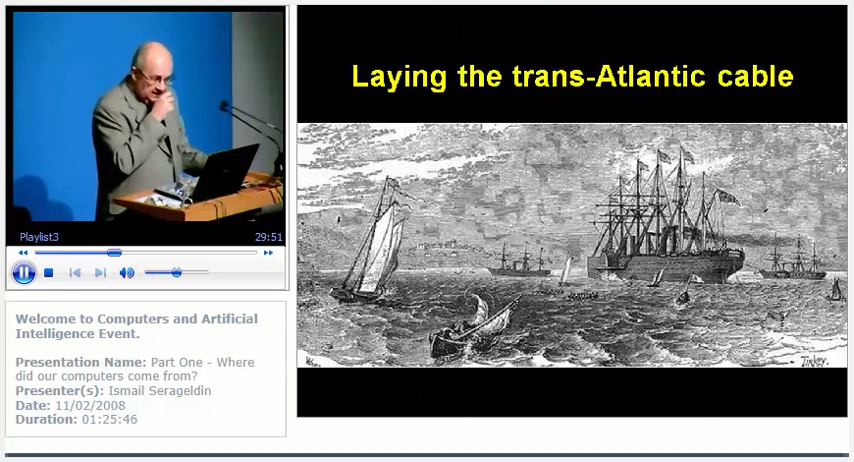 Playlist3 29:51
Welcome to Computers and Artificial
Intelligence Event.
Presentation Name: Part One - Where
did our computers come from?
Presenter(s): Ismail Serageldin
Date: 11/02/2008
Duration: 01:25:46
Laying the trans-Atlantic cable